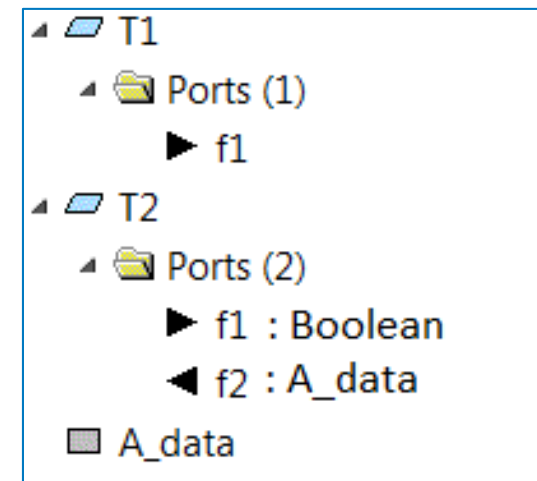 T1
Ports (1)
f1
T2
Ports (2)
f1 : Boolean
f2 : A_data
A_data